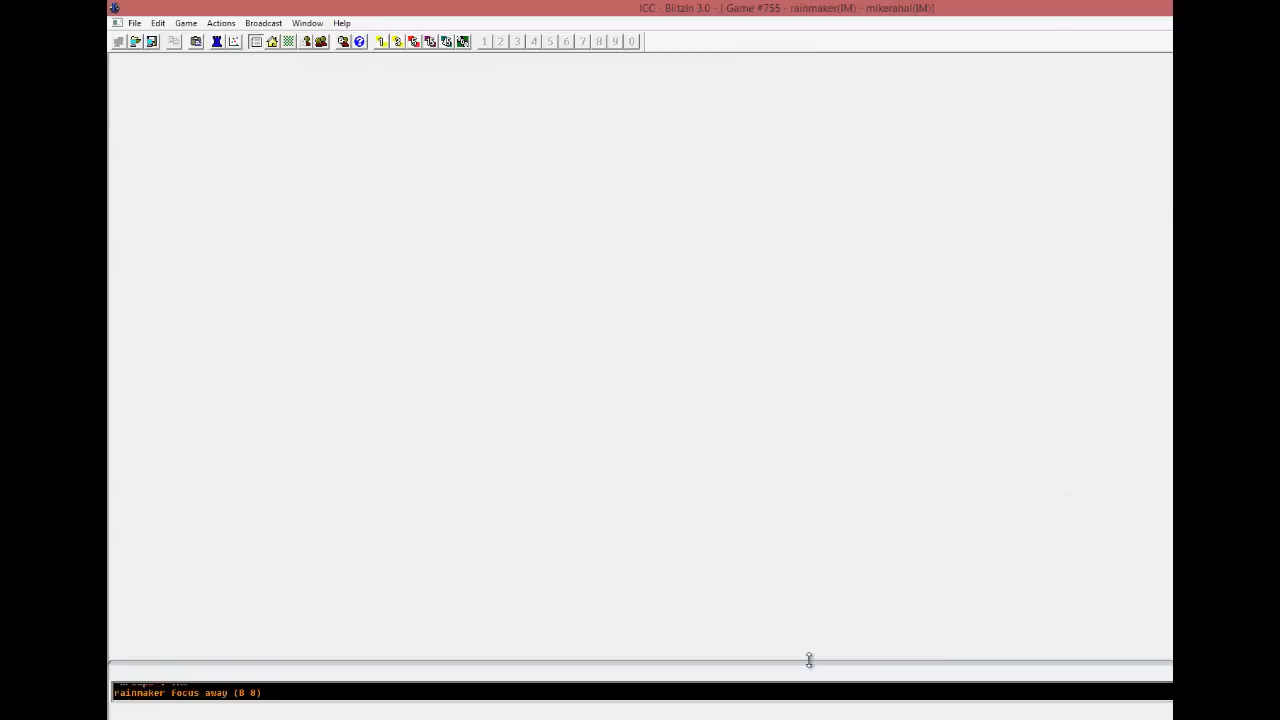 ICC - Blitzin 3.0 - [ Game #755 - rainmaker(IM) - mikerahal(IM)]
File Edit Game Actions Broadcast Window Help
1 2 3 4 5 6 7 8 9 0
rainmaker focus away (B 8)